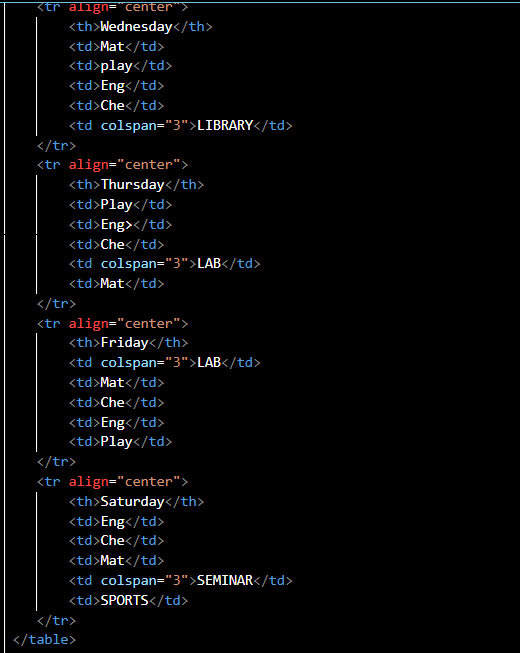 <tr align="center">
<th>Wednesday</th>
<td>Mat</td>
<td>play</td>
<td>Eng</td>
<td>Che</td>
<td colspan="3">LIBRARY</td>
</tr>
<tr align="center">
<th>Thursday</th>
<td>Play</td>
<td>Eng></td>
<td>Che</td>
<td colspan="3">LAB</td>
<td>Mat</td>
</tr>
<tr align="center">
<th>Friday</th>
<td colspan="3">LAB</td>
<td>Mat</td>
<td>Che</td>
<td>Eng</td>
<td>Play</td>
</tr>
<tr align="center">
<th>Saturday</th>
<td>Eng</td>
<td>Che</td>
<td>Mat</td>
<td colspan="3">SEMINAR</td>
<td>SPORTS</td>
</tr>
</table>